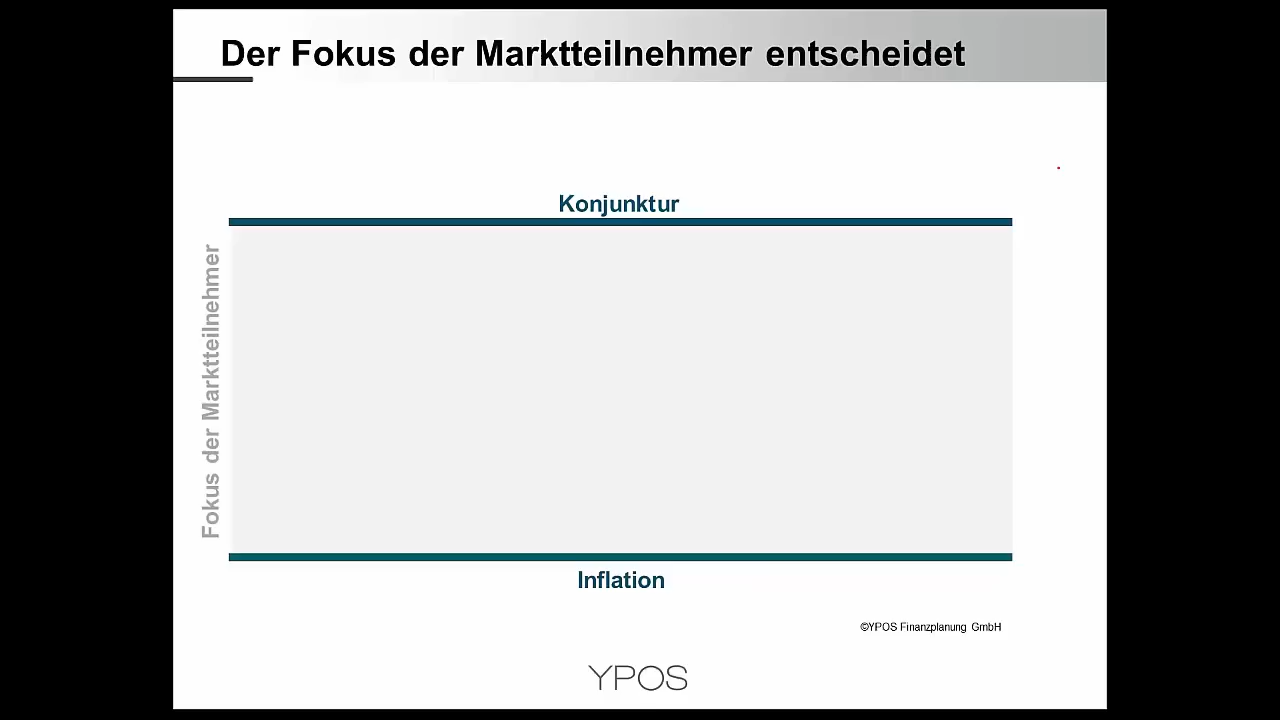 Der Fokus der Marktteilnehmer entscheidet
Konjunktur
Fokus der Marktteilnehmer
Inflation
©YPOS Finanzplanung GmbH
YPOS